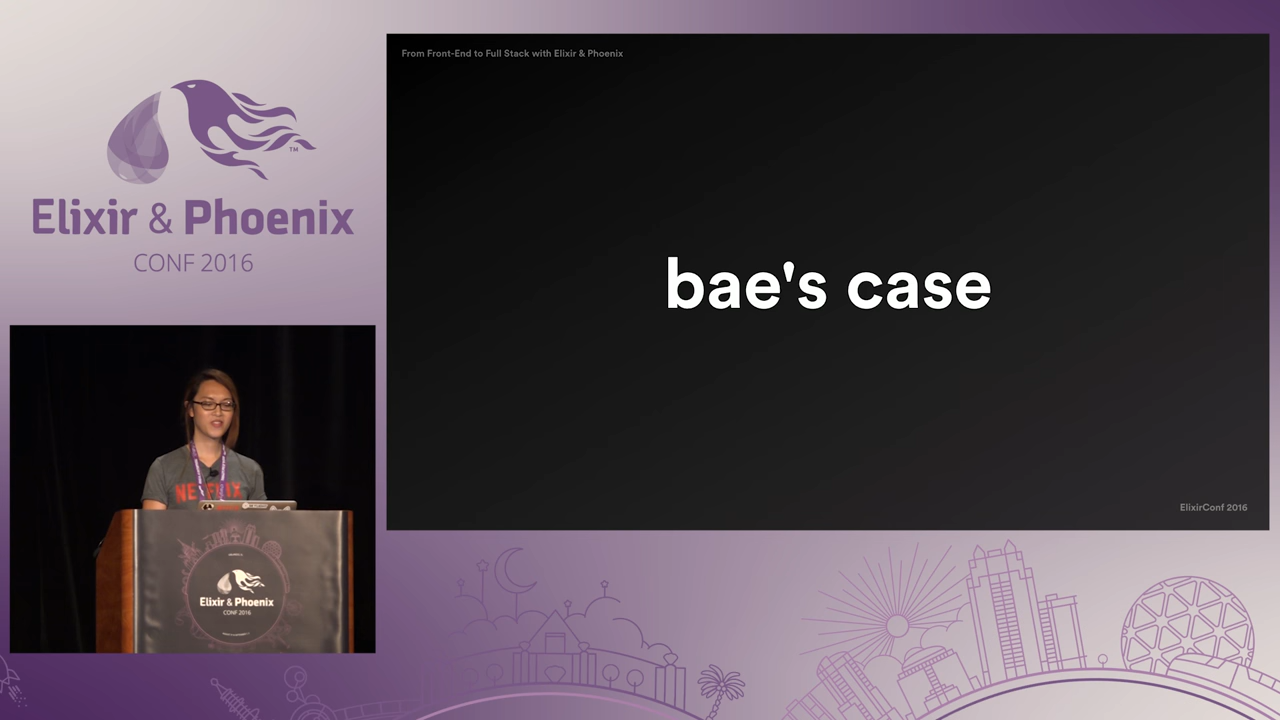 Elixir & Phoenix
CONF 2016
TM
From Front-End to Full Stack with Elixir & Phoenix
bae's case
ElixirConf 2016
NETFLIX
Elixir & Phoenix
CONF 2016